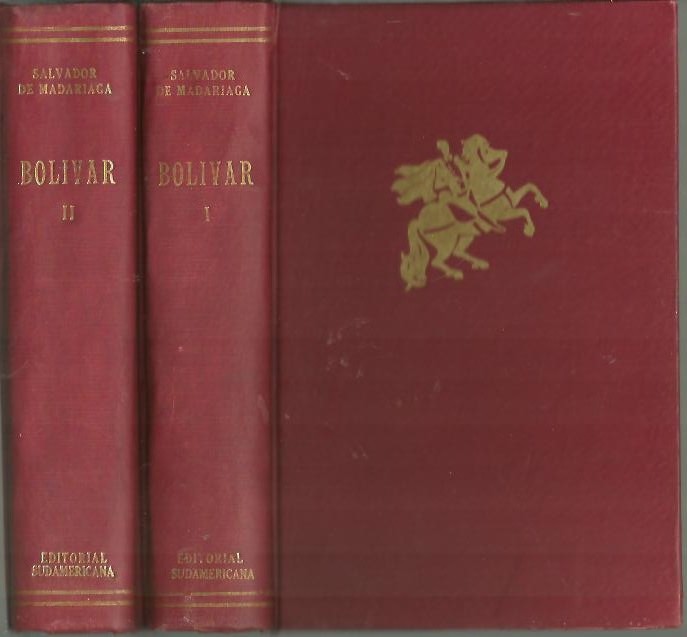 SALVADOR
DE MADARIAGA
BOLIVAR
II
EDITORIAL
SUDAMERICANA
SALVADOR
DE MADARIAGA
BOLIVAR
I
EDITORIAL
SUDAMERICANA